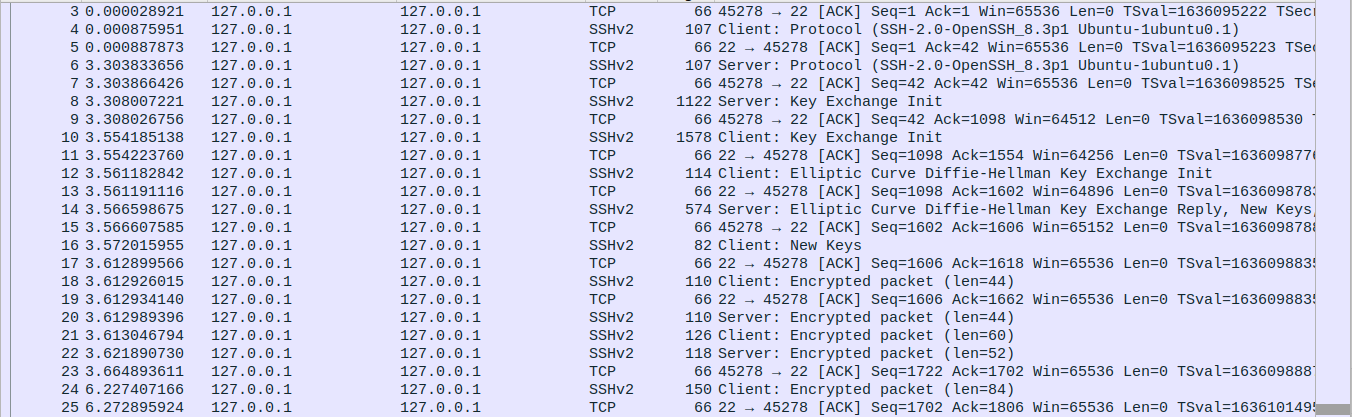 3 0.000028921 127.0.0.1 127.0.0.1 TCP 66 45278 → 22 [ACK] Seq=1 Ack=1 Win=65536 Len=0 TSval=1636095222 TSecr
4 0.000875951 127.0.0.1 127.0.0.1 SSHv2 107 Client: Protocol (SSH-2.0-OpenSSH_8.3p1 Ubuntu-1ubuntu0.1)
5 0.000887873 127.0.0.1 127.0.0.1 TCP 66 22 → 45278 [ACK] Seq=1 Ack=42 Win=65536 Len=0 TSval=1636095223 TSec
6 3.303833656 127.0.0.1 127.0.0.1 SSHv2 107 Server: Protocol (SSH-2.0-OpenSSH_8.3p1 Ubuntu-1ubuntu0.1)
7 3.303866426 127.0.0.1 127.0.0.1 TCP 66 45278 → 22 [ACK] Seq=42 Ack=42 Win=65536 Len=0 TSval=1636098525 TSe
8 3.308007221 127.0.0.1 127.0.0.1 SSHv2 1122 Server: Key Exchange Init
9 3.308026756 127.0.0.1 127.0.0.1 TCP 66 45278 → 22 [ACK] Seq=42 Ack=1098 Win=64512 Len=0 TSval=1636098530 T
10 3.554185138 127.0.0.1 127.0.0.1 SSHv2 1578 Client: Key Exchange Init
11 3.554223760 127.0.0.1 127.0.0.1 TCP 66 22 → 45278 [ACK] Seq=1098 Ack=1554 Win=64256 Len=0 TSval=1636098776
12 3.561182842 127.0.0.1 127.0.0.1 SSHv2 114 Client: Elliptic Curve Diffie-Hellman Key Exchange Init
13 3.561191116 127.0.0.1 127.0.0.1 TCP 66 22 → 45278 [ACK] Seq=1098 Ack=1602 Win=64896 Len=0 TSval=1636098783
14 3.566598675 127.0.0.1 127.0.0.1 SSHv2 574 Server: Elliptic Curve Diffie-Hellman Key Exchange Reply, New Keys,
15 3.566607585 127.0.0.1 127.0.0.1 TCP 66 45278 → 22 [ACK] Seq=1602 Ack=1606 Win=65152 Len=0 TSval=1636098788
16 3.572015955 127.0.0.1 127.0.0.1 SSHv2 82 Client: New Keys
17 3.612899566 127.0.0.1 127.0.0.1 TCP 66 22 → 45278 [ACK] Seq=1606 Ack=1618 Win=65536 Len=0 TSval=1636098835
18 3.612926015 127.0.0.1 127.0.0.1 SSHv2 110 Client: Encrypted packet (len=44)
19 3.612934140 127.0.0.1 127.0.0.1 TCP 66 22 → 45278 [ACK] Seq=1606 Ack=1662 Win=65536 Len=0 TSval=1636098835
20 3.612989396 127.0.0.1 127.0.0.1 SSHv2 110 Server: Encrypted packet (len=44)
21 3.613046794 127.0.0.1 127.0.0.1 SSHv2 126 Client: Encrypted packet (len=60)
22 3.621890730 127.0.0.1 127.0.0.1 SSHv2 118 Server: Encrypted packet (len=52)
23 3.664893611 127.0.0.1 127.0.0.1 TCP 66 45278 → 22 [ACK] Seq=1722 Ack=1702 Win=65536 Len=0 TSval=1636098887
24 6.227407166 127.0.0.1 127.0.0.1 SSHv2 150 Client: Encrypted packet (len=84)
25 6.272895924 127.0.0.1 127.0.0.1 TCP 66 22 → 45278 [ACK] Seq=1702 Ack=1806 Win=65536 Len=0 TSval=1636101495